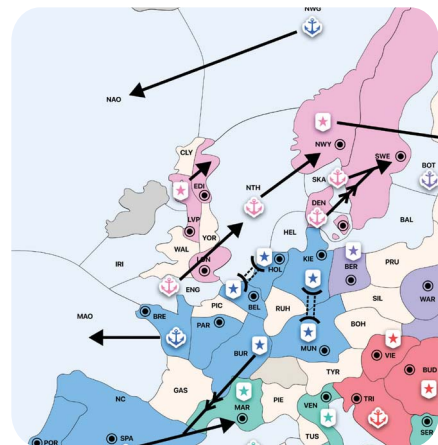 NWG
NAO
CLY
NWY
SWE
SKA
BOT
EDI
NTH
DEN
LVP
YOR
BAL
HEL
WAL
IRI
LON
HOL
KIE
BER
PRU
ENG
SIL
WAR
PIC
BEL
RUH
MAO
BRE
PAR
BOH
MUN
BUR
VIE
BUD
TYR
GAS
NC
MAR
PIE
VEN
TRI
SER
TUS
POR
SPA